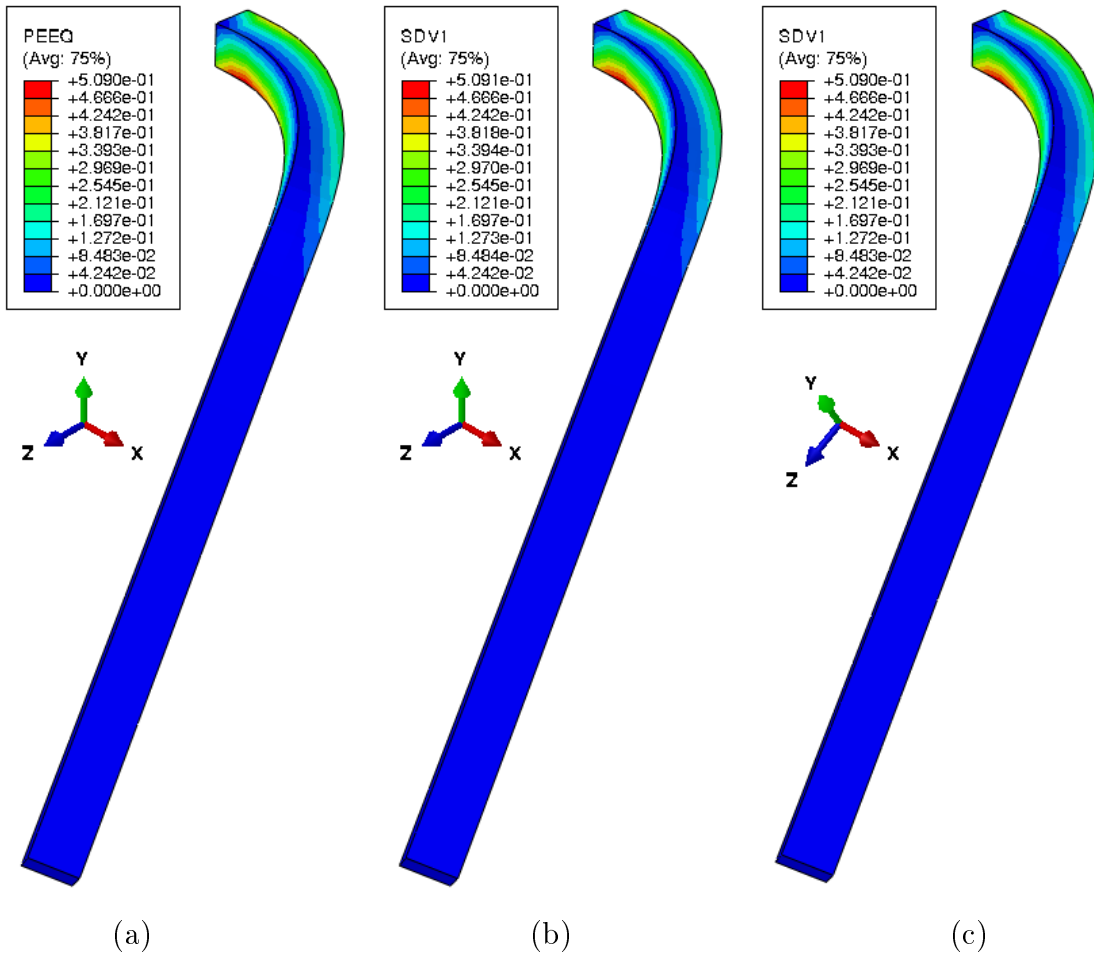 PEEQ
(Avg: 75%)
+5.090e-01
+4.666e-01
+4.242e-01
+3.817e-01
+3.393e-01
+2.969e-01
+2.545e-01
+2.121e-01
+1.697e-01
+1.272e-01
+8.483e-02
+4.242e-02
+0.000e+00
Y
Z
X
(a)
SDV1
(Avg: 75%)
+5.091e-01
+4.666e-01
+4.242e-01
+3.818e-01
+3.394e-01
+2.970e-01
+2.545e-01
+2.121e-01
+1.697e-01
+1.273e-01
+8.484e-02
+4.242e-02
+0.000e+00
Y
Z
X
(b)
SDV1
(Avg: 75%)
+5.090e-01
+4.666e-01
+4.242e-01
+3.817e-01
+3.393e-01
+2.969e-01
+2.545e-01
+2.121e-01
+1.697e-01
+1.272e-01
+8.483e-02
+4.242e-02
+0.000e+00
Y
Z
X
(c)